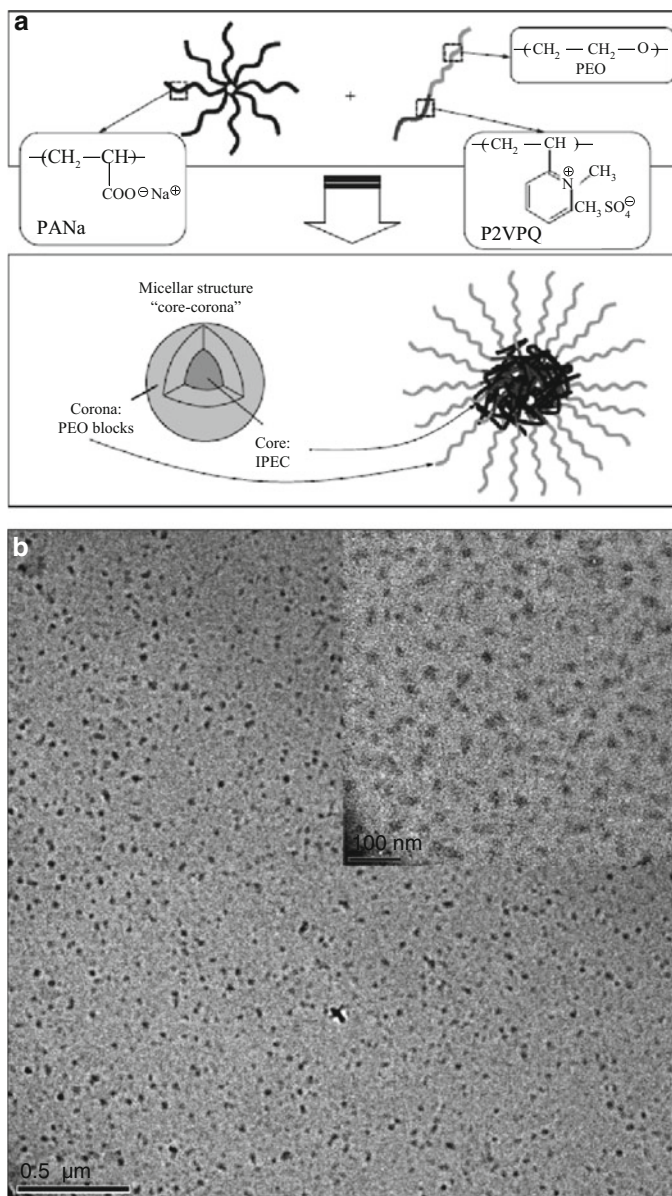 a
—(CH2 — CH2 —O)—
PEO
+
—(CH2 —CH)—
COO⊖Na⊕
PANa
—(CH2 — CH )—
⊕
N
CH3
CH3 SO4⊖
P2VPQ
Micellar structure
“core-corona”
Corona:
PEO blocks
Core:
IPEC
b
100 nm
0.5 µm